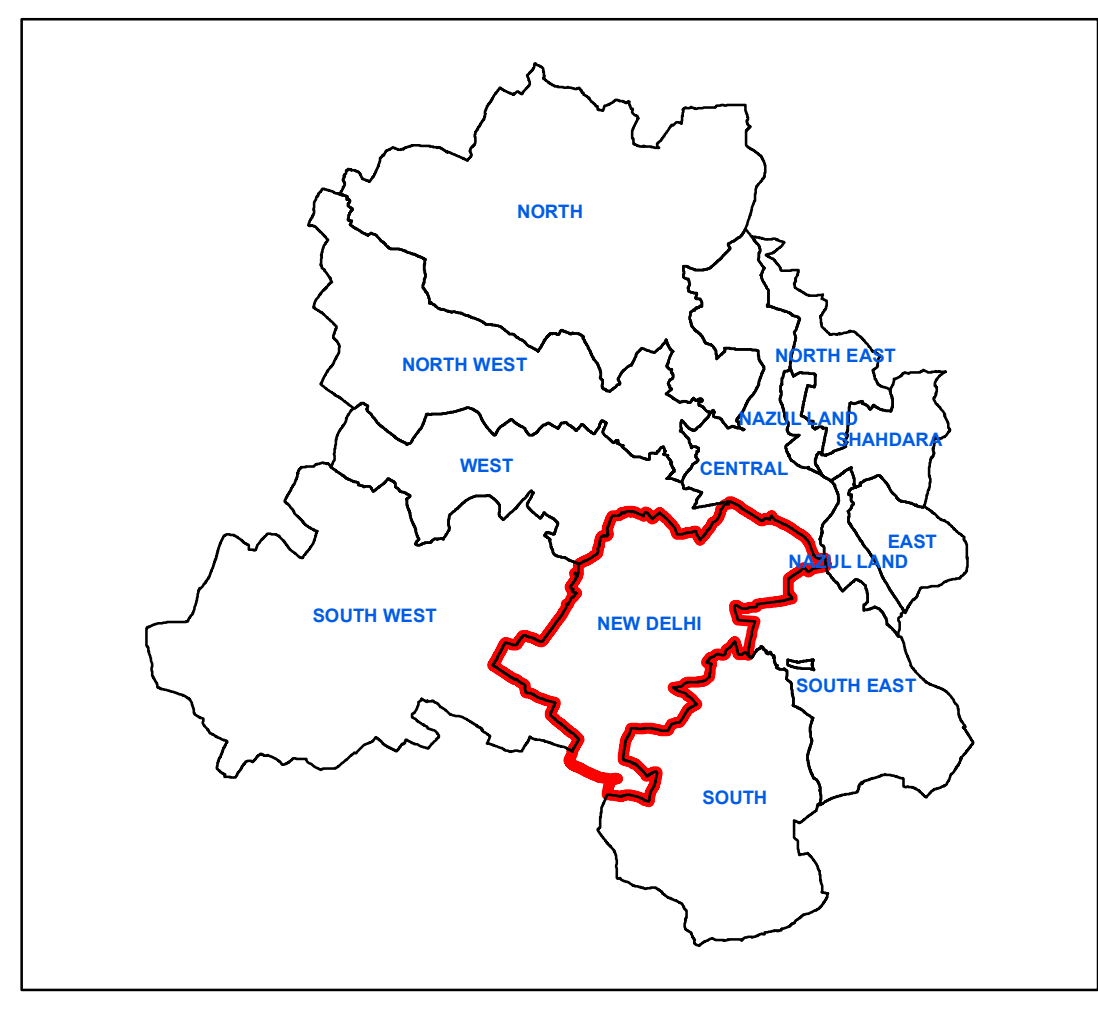 NORTH
NORTH EAST
NORTH WEST
NAZUL LAND
SHAHDARA
WEST
CENTRAL
EAST
NAZUL LAND
SOUTH WEST
NEW DELHI
SOUTH EAST
SOUTH